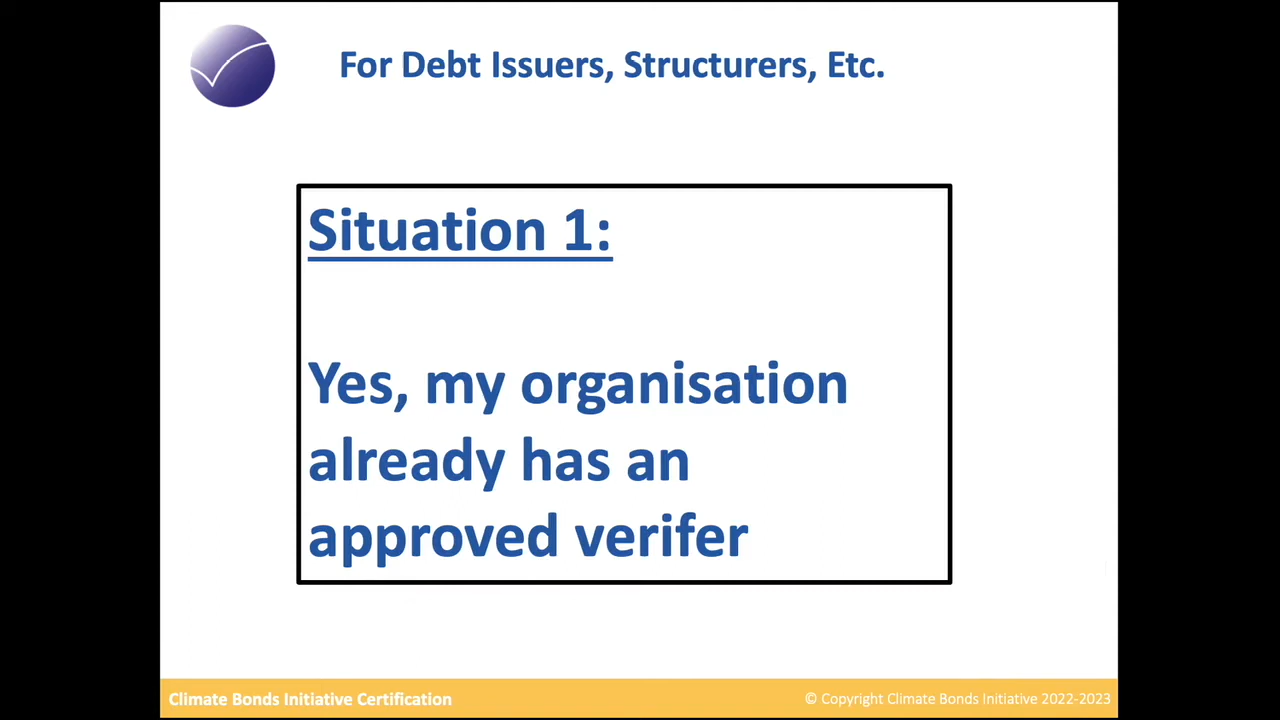 For Debt Issuers, Structurers, Etc.
Situation 1:
Yes, my organisation
already has an
approved verifer
Climate Bonds Initiative Certification
© Copyright Climate Bonds Initiative 2022-2023